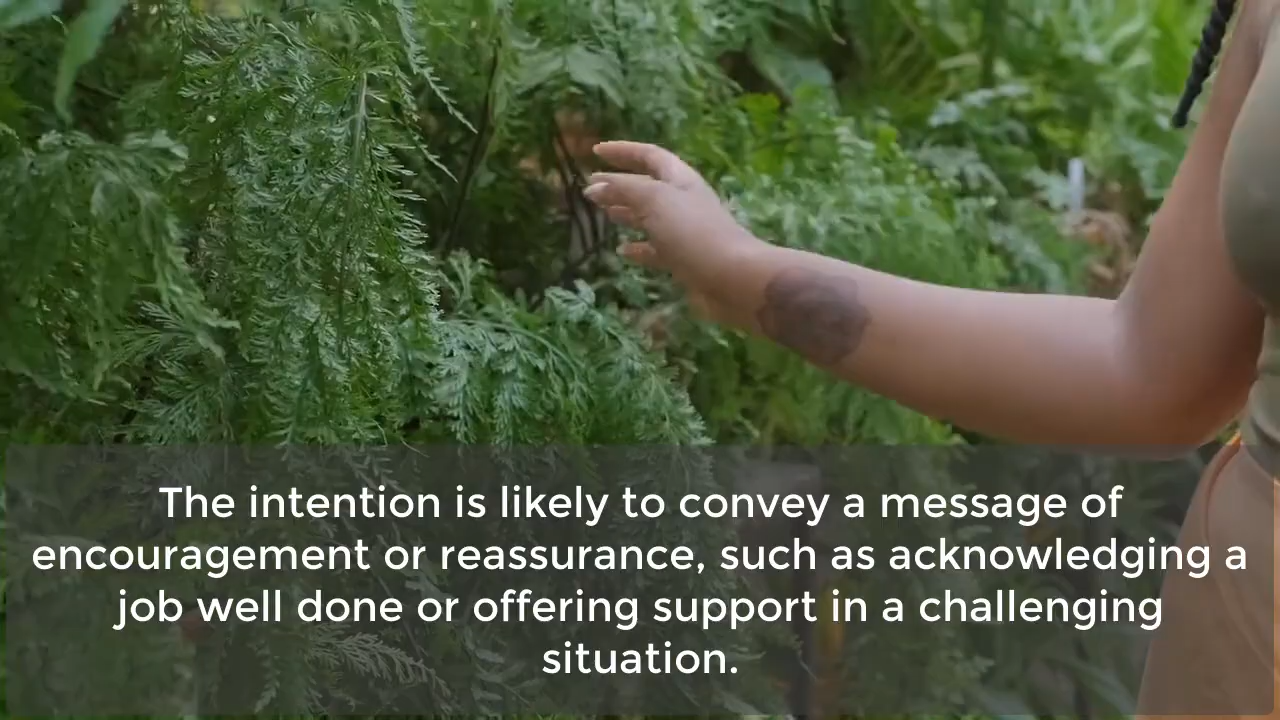 The intention is likely to convey a message of
encouragement or reassurance, such as acknowledging a
job well done or offering support in a challenging
situation.